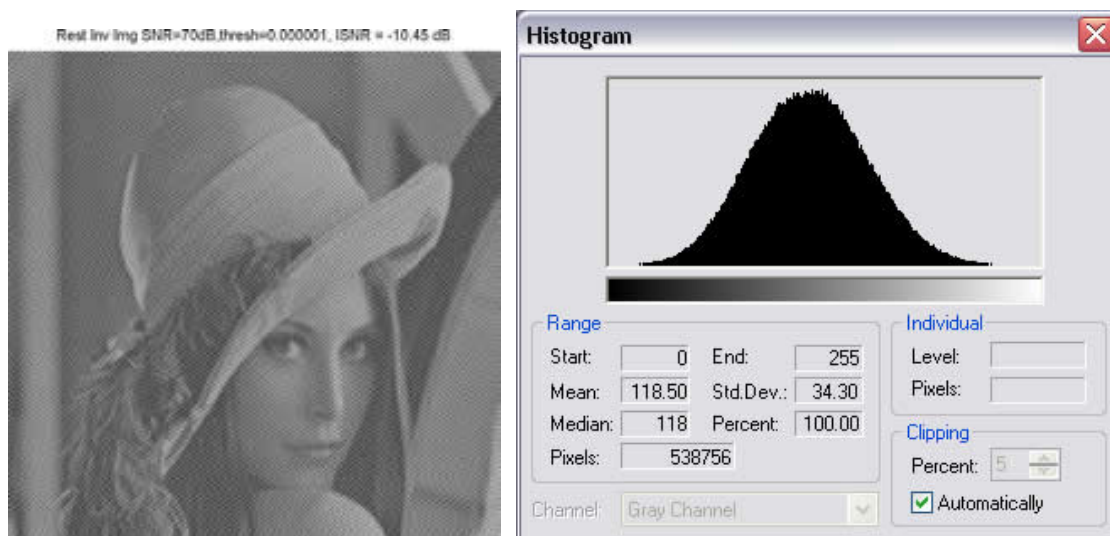 Rest Inv Img SNR=70dB,thresh=0.000001, ISNR = -10.45 dB
Histogram
Range
Start: 0 End: 255
Mean: 118.50 Std.Dev.: 34.30
Median: 118 Percent: 100.00
Pixels: 538756
Channel: Gray Channel
Individual
Level:
Pixels:
Clipping
Percent: 5
Automatically